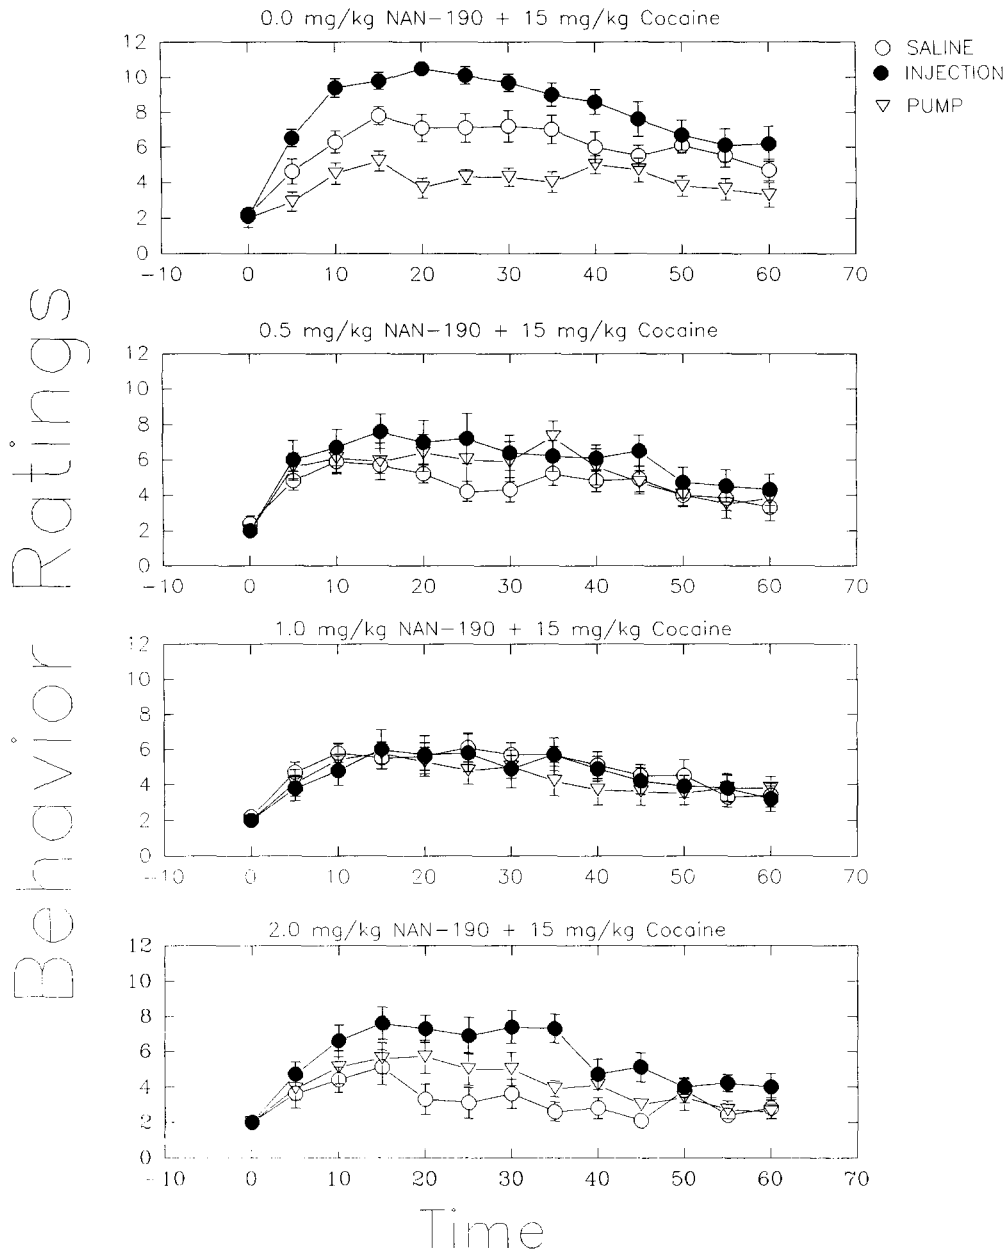 0.0 mg/kg NAN-190 + 15 mg/kg Cocaine
SALINE
INJECTION
PUMP
12
10
8
6
4
2
0
-10 0 10 20 30 40 50 60 70
0.5 mg/kg NAN-190 + 15 mg/kg Cocaine
12
10
8
6
4
2
0
-10 0 10 20 30 40 50 60 70
1.0 mg/kg NAN-190 + 15 mg/kg Cocaine
12
10
8
6
4
2
0
-10 0 10 20 30 40 50 60 70
2.0 mg/kg NAN-190 + 15 mg/kg Cocaine
12
10
8
6
4
2
0
-10 0 10 20 30 40 50 60 70
Behavior Ratings
Time